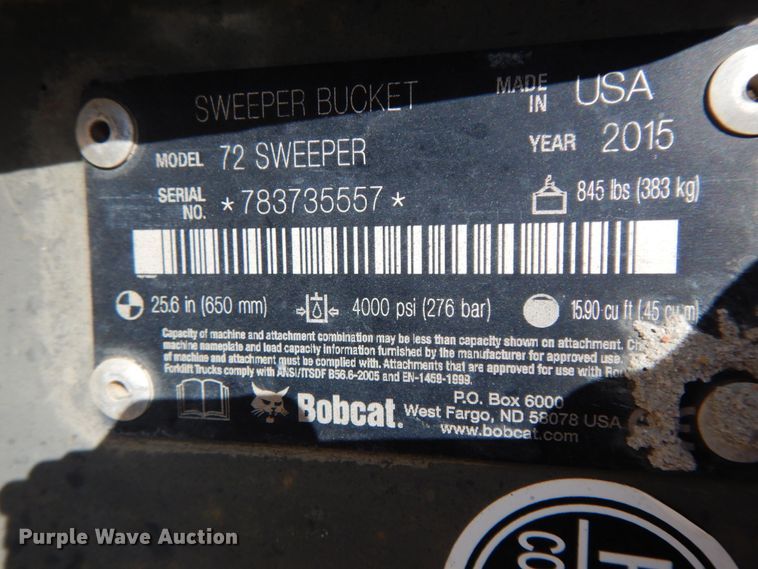 SWEEPER BUCKET
MADE IN USA
MODEL 72 SWEEPER
YEAR 2015
SERIAL NO. *783735557*
845 lbs (383 kg)
25.6 in (650 mm)
4000 psi (276 bar)
15.90 cu ft (.45 cu m)
Capacity of machine and attachment combination may be less than capacity shown on attachment.
machine nameplate and load capacity information furnished by the manufacturer for approved use.
of machine and attachment must be complied with. Attachments that are approved for use with
Forklift Trucks comply with ANSI/ITSDF B56.6-2005 and EN-1459-1999.
Bobcat.
P.O. Box 6000
West Fargo, ND 58078 USA
www.bobcat.com
Purple Wave Auction